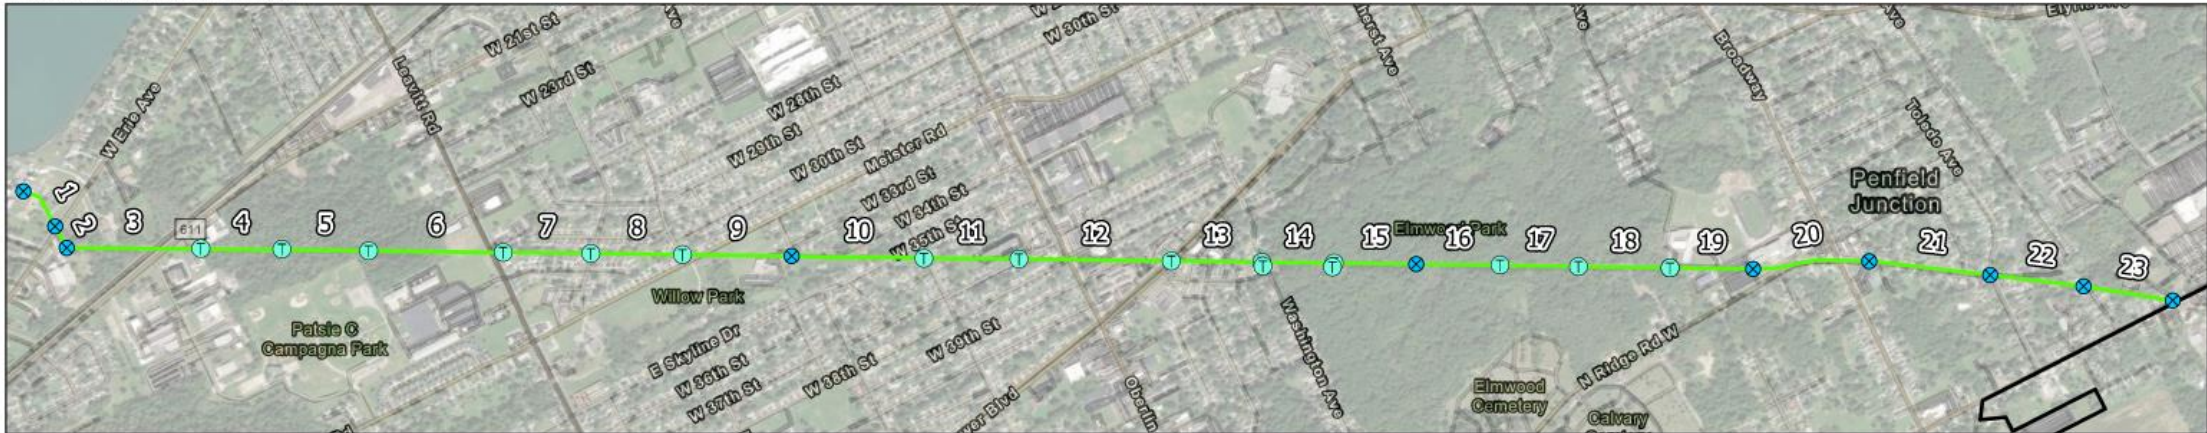 W 21st St
W 30th St
Elyria Ave
W Erie Ave
Leavitt Rd
W 23rd St
W 28th St
Broadway
Toledo Ave
W 29th St
W 30th St
Meister Rd
W 33rd St
W 34th St
W 35th St
Penfield
Junction
1
2
3
611
4
5
6
7
8
9
10
11
12
13
14
15
Elmwood Park
16
17
18
19
20
21
22
23
T
T
T
T
T
T
T
T
T
T
T
T
T
T
Willow Park
Patsie C
Campagna Park
E Skyline Dr
W 36th St
W 37th St
W 38th St
W 39th St
Oberlin
Washington Ave
N Ridge Rd W
Elmwood
Cemetery
Calvary